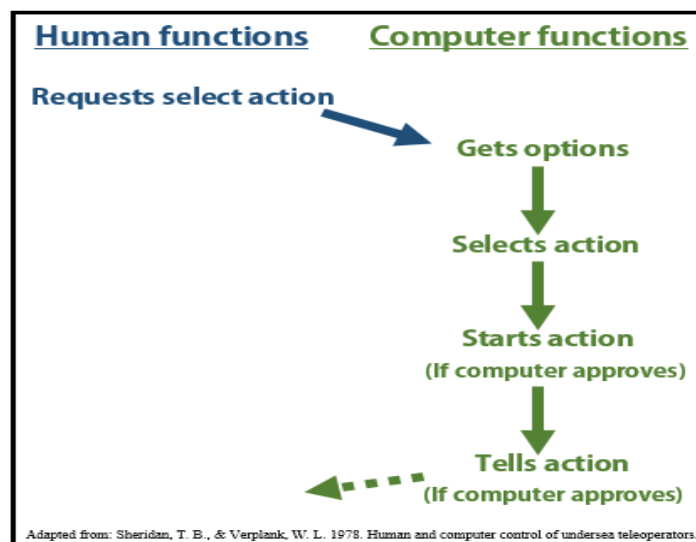 Human functions
Computer functions
Requests select action
Gets options
Selects action
Starts action
(If computer approves)
Tells action
(If computer approves)
Adapted from: Sheridan, T. B., & Verplank, W. L. 1978. Human and computer control of undersea teleoperators.